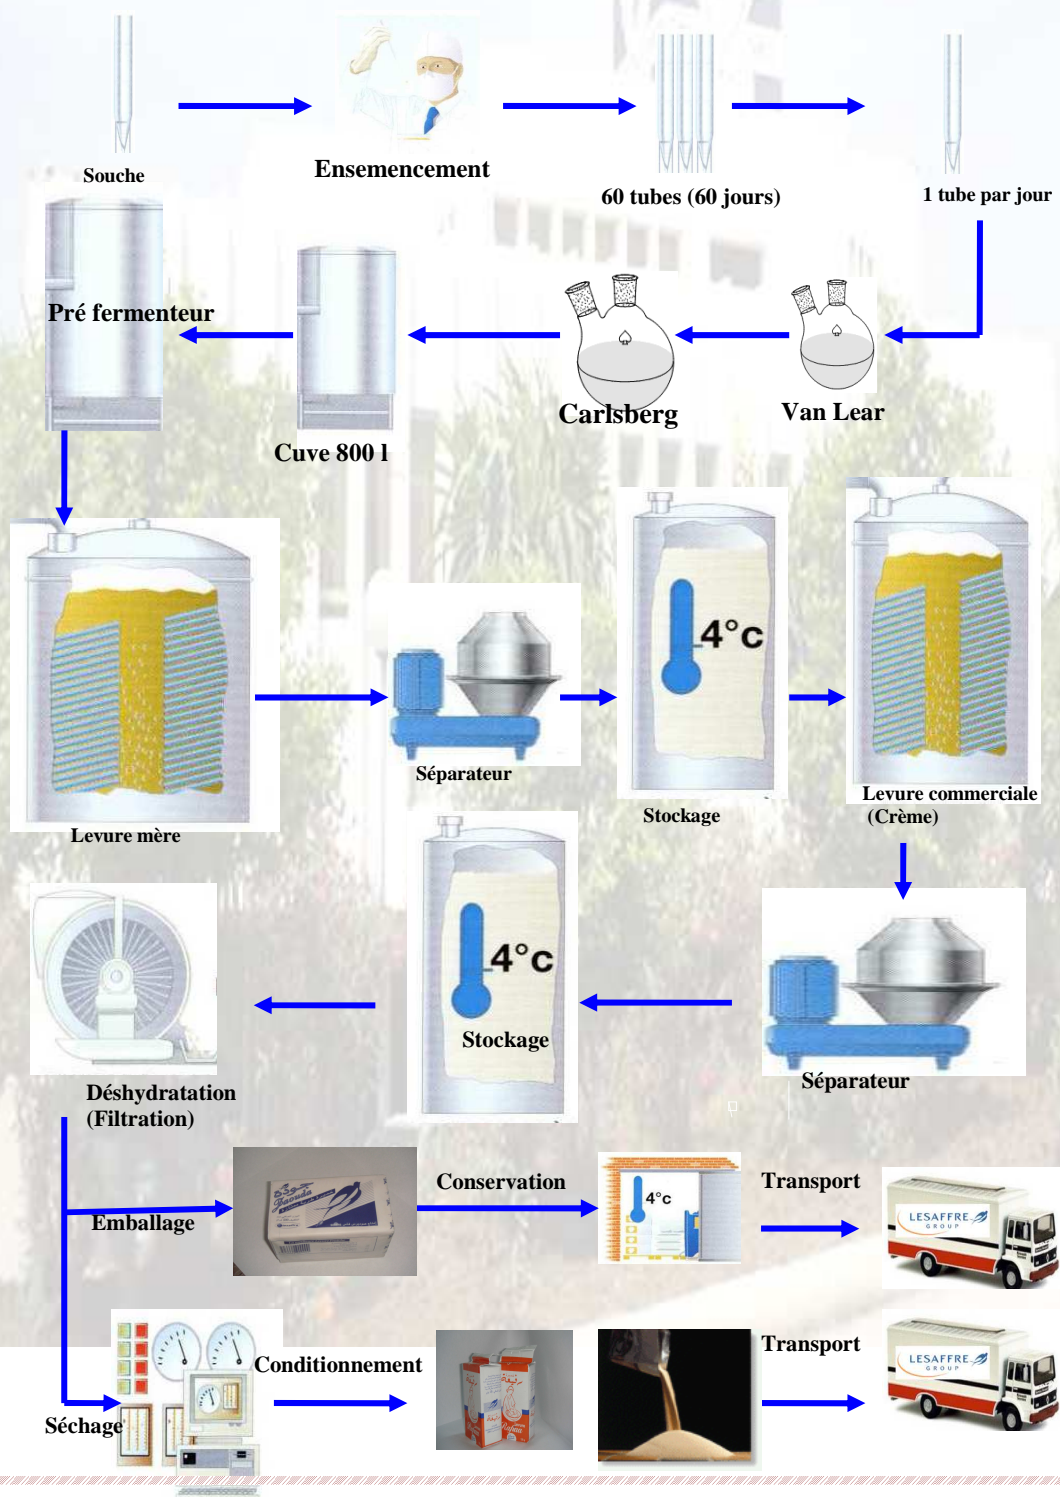 Souche
Ensemencement
60 tubes (60 jours)
1 tube par jour
Pré fermenteur
Cuve 800 l
Carlsberg
Van Lear
4°c
Levure mère
Séparateur
Stockage
Levure commerciale
(Crème)
4°c
Stockage
Séparateur
Déshydratation
(Filtration)
Emballage
Jaouda
Conservation
4°c
Transport
LESAFFRE
GROUP
Séchage
Conditionnement
Rafiaa
Transport
LESAFFRE
GROUP